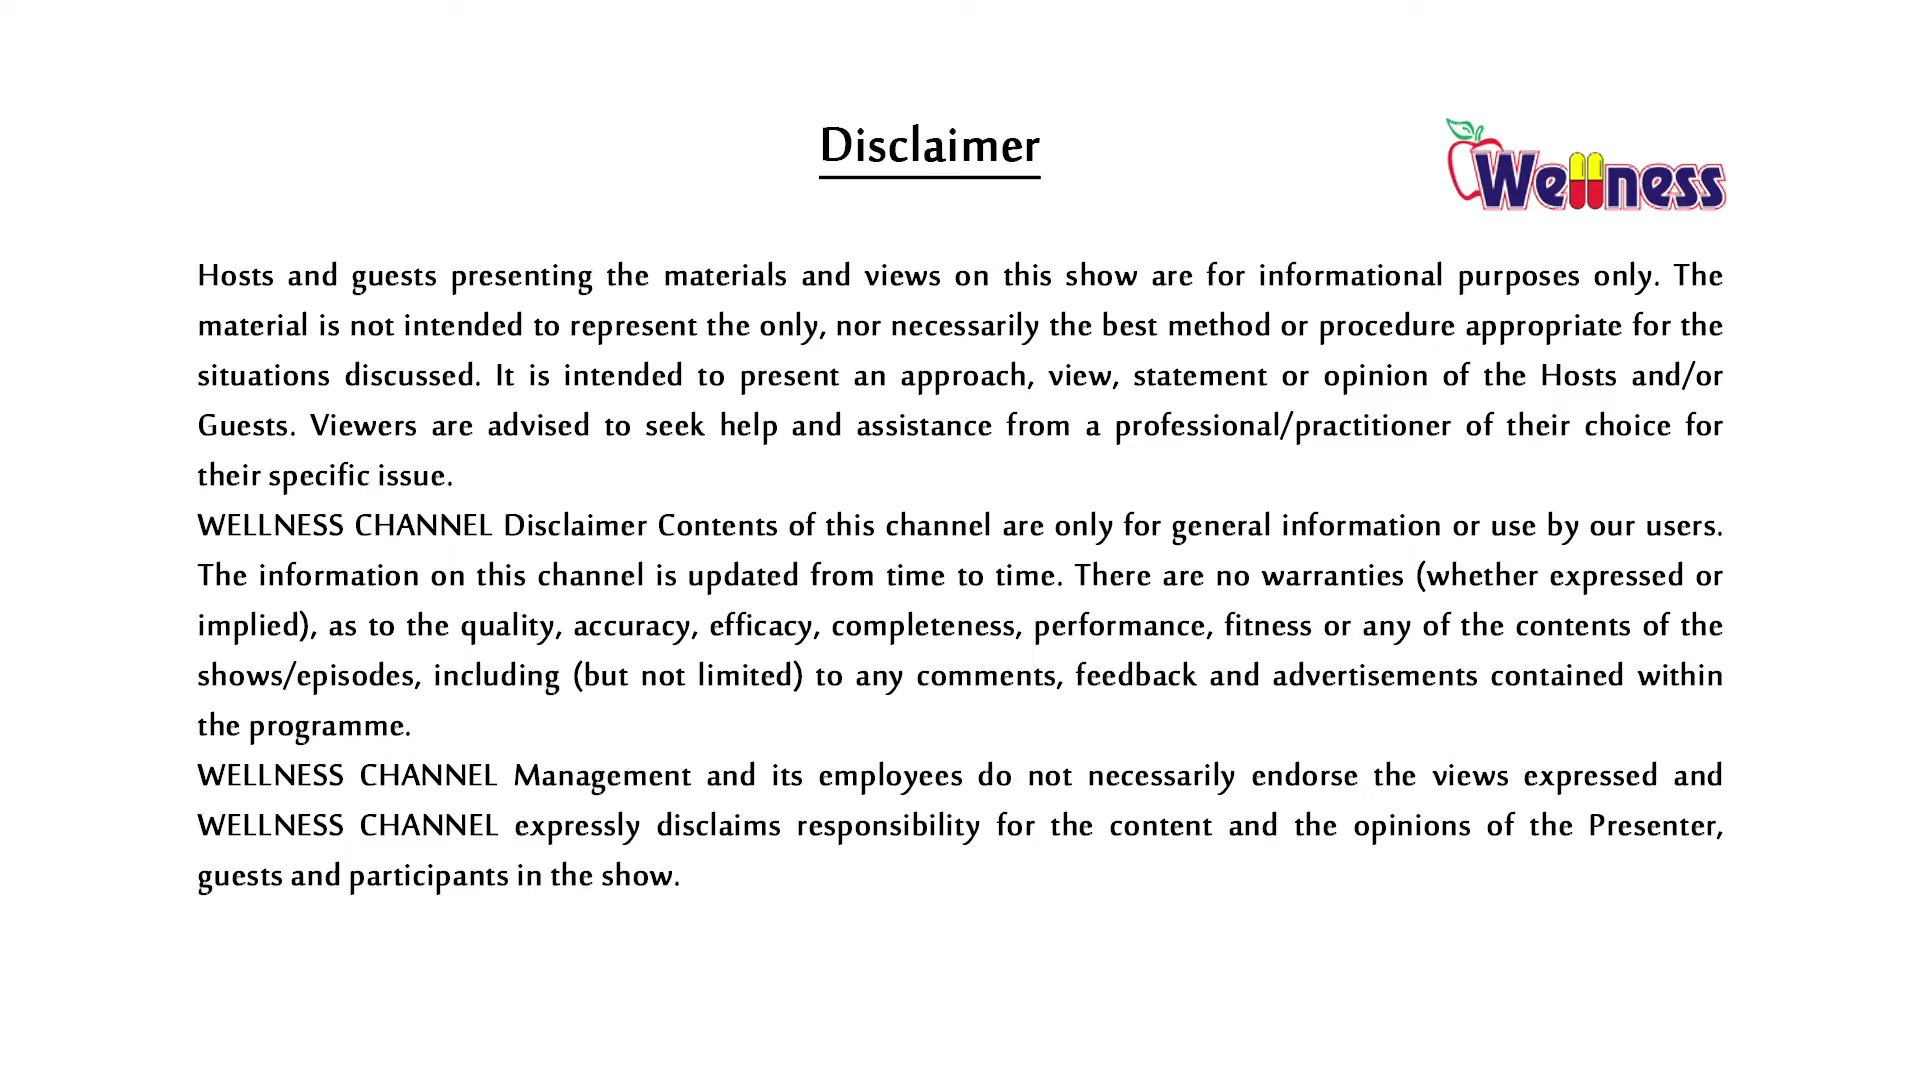 Disclaimer
Wellness
Hosts and guests presenting the materials and views on this show are for informational purposes only. The
material is not intended to represent the only, nor necessarily the best method or procedure appropriate for the
situations discussed. It is intended to present an approach, view, statement or opinion of the Hosts and/or
Guests. Viewers are advised to seek help and assistance from a professional/practitioner of their choice for
their specific issue.
WELLNESS CHANNEL Disclaimer Contents of this channel are only for general information or use by our users.
The information on this channel is updated from time to time. There are no warranties (whether expressed or
implied), as to the quality, accuracy, efficacy, completeness, performance, fitness or any of the contents of the
shows/episodes, including (but not limited) to any comments, feedback and advertisements contained within
the programme.
WELLNESS CHANNEL Management and its employees do not necessarily endorse the views expressed and
WELLNESS CHANNEL expressly disclaims responsibility for the content and the opinions of the Presenter,
guests and participants in the show.